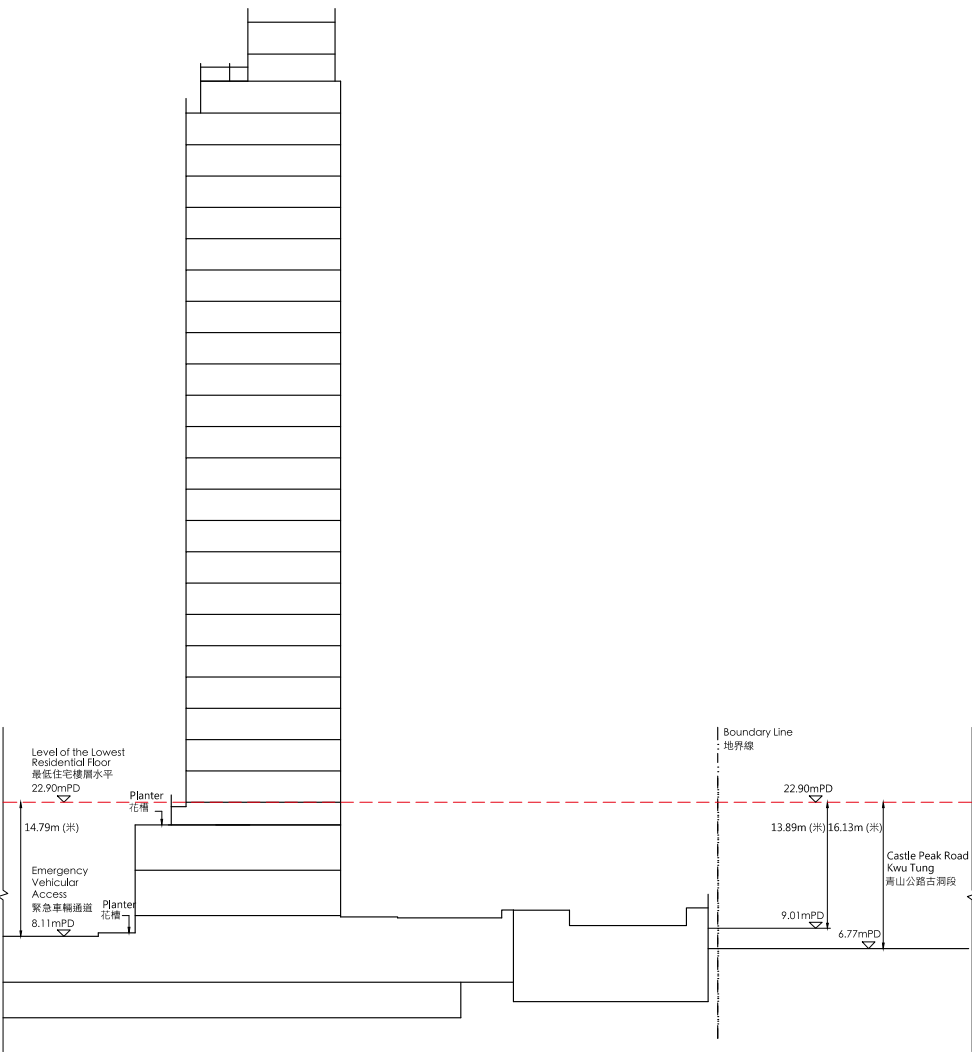 Boundary Line
地界線
Level of the Lowest
Residential Floor
最低住宅樓層水平
22.90mPD
22.90mPD
Planter
花槽
14.79m (米)
13.89m (米)
16.13m (米)
Castle Peak Road
Kwu Tung
青山公路古洞段
Emergency
Vehicular
Access
緊急車輛通道
8.11mPD
Planter
花槽
9.01mPD
6.77mPD